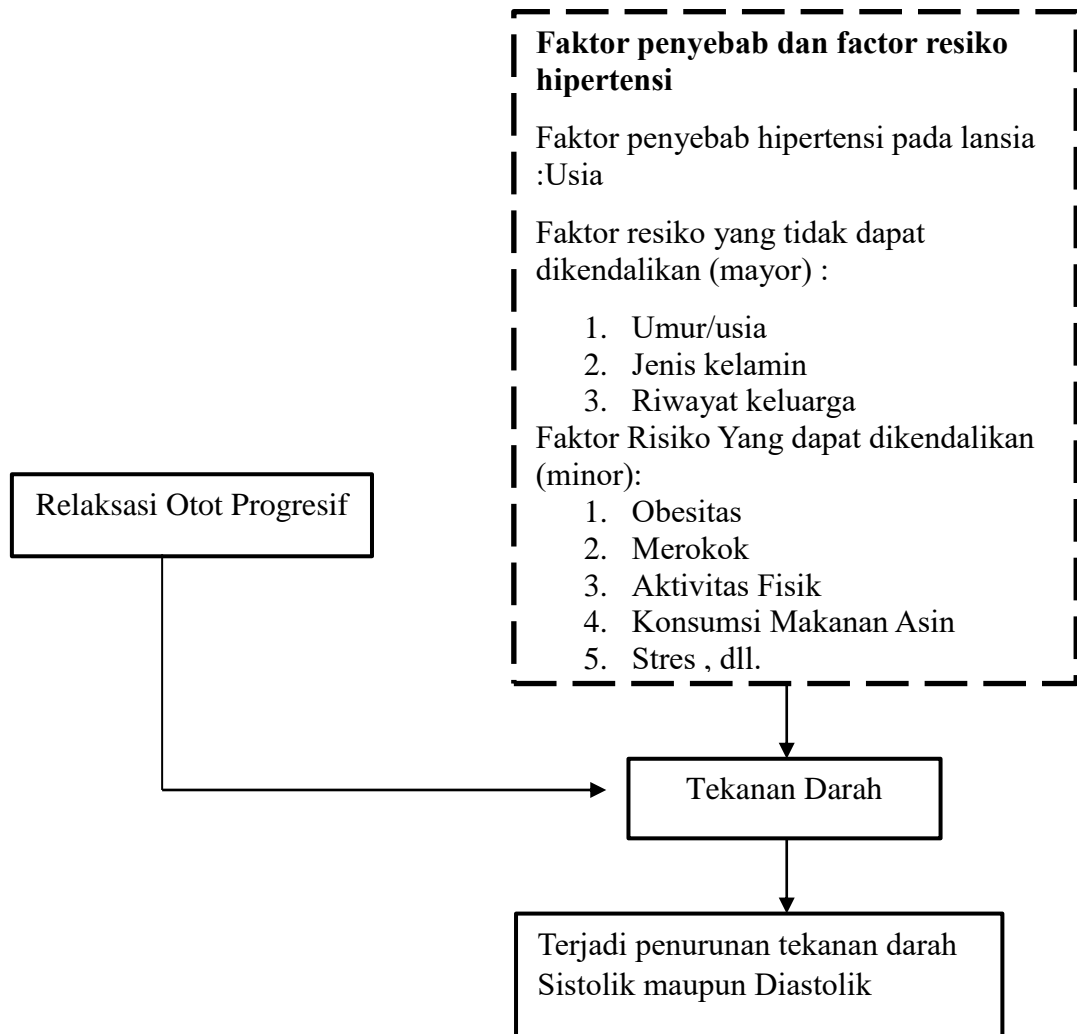 Faktor penyebab dan factor resiko
hipertensi
Faktor penyebab hipertensi pada lansia
:Usia
Faktor resiko yang tidak dapat
dikendalikan (mayor) :
1. Umur/usia
2. Jenis kelamin
3. Riwayat keluarga
Faktor Risiko Yang dapat dikendalikan
(minor):
1. Obesitas
2. Merokok
3. Aktivitas Fisik
4. Konsumsi Makanan Asin
5. Stres , dll.
Relaksasi Otot Progresif
Tekanan Darah
Terjadi penurunan tekanan darah
Sistolik maupun Diastolik